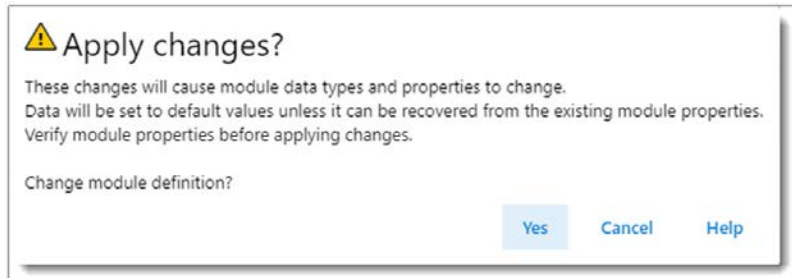 Apply changes?
These changes will cause module data types and properties to change.
Data will be set to default values unless it can be recovered from the existing module properties.
Verify module properties before applying changes.
Change module definition?
Yes Cancel Help